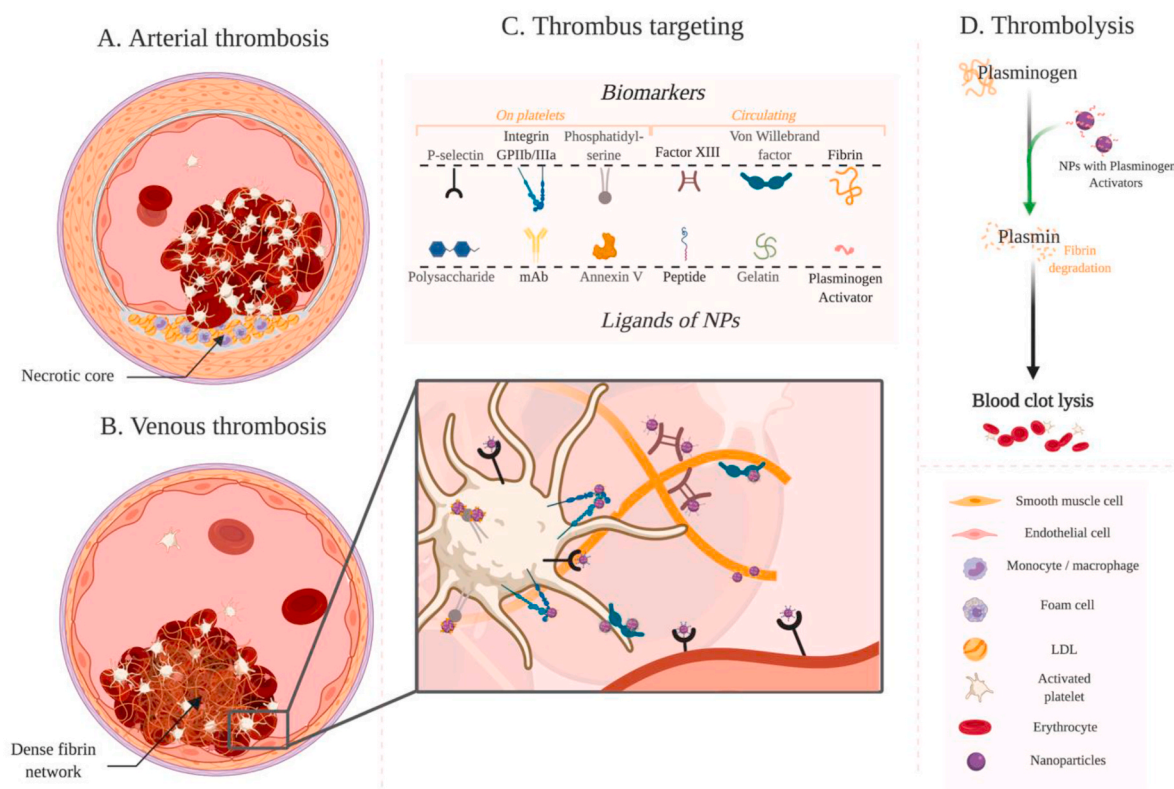 A. Arterial thrombosis
Necrotic core
B. Venous thrombosis
Dense fibrin
network
C. Thrombus targeting
Biomarkers
On platelets
Circulating
P-selectin
Integrin
GPIIb/IIIa
Phosphatidyl-
serine
Factor XIII
Von Willebrand
factor
Fibrin
Polysaccharide
mAb
Annexin V
Peptide
Gelatin
Plasminogen
Activator
Ligands of NPs
D. Thrombolysis
Plasminogen
NPs with Plasminogen
Activators
Plasmin
Fibrin
degradation
Blood clot lysis
Smooth muscle cell
Endothelial cell
Monocyte / macrophage
Foam cell
LDL
Activated
platelet
Erythrocyte
Nanoparticles